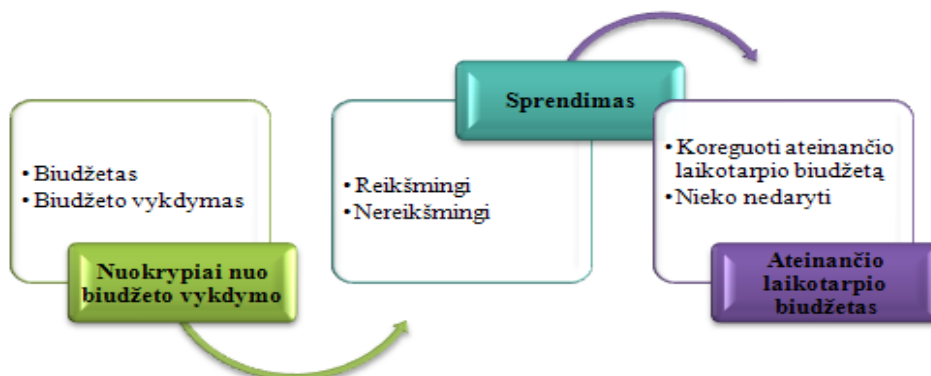 • Biudžetas
• Biudžeto vykdymas
Nuokrypiai nuo
biudžeto vykdymo
Sprendimas
• Reikšmingi
• Nereikšmingi
• Koreguoti ateinančio
laikotarpio biudžetą
• Nieko nedaryti
Ateinančio
laikotarpio
biudžetas